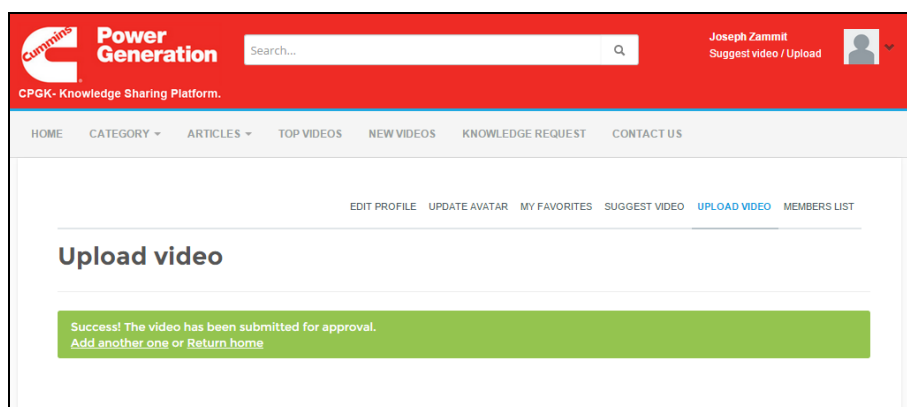 cummins
Power
Generation
CPGK- Knowledge Sharing Platform.
Search...
Joseph Zammit
Suggest video / Upload
HOME CATEGORY ARTICLES TOP VIDEOS NEW VIDEOS KNOWLEDGE REQUEST CONTACT US
EDIT PROFILE UPDATE AVATAR MY FAVORITES SUGGEST VIDEO UPLOAD VIDEO MEMBERS LIST
Upload video
Success! The video has been submitted for approval.
Add another one or Return home